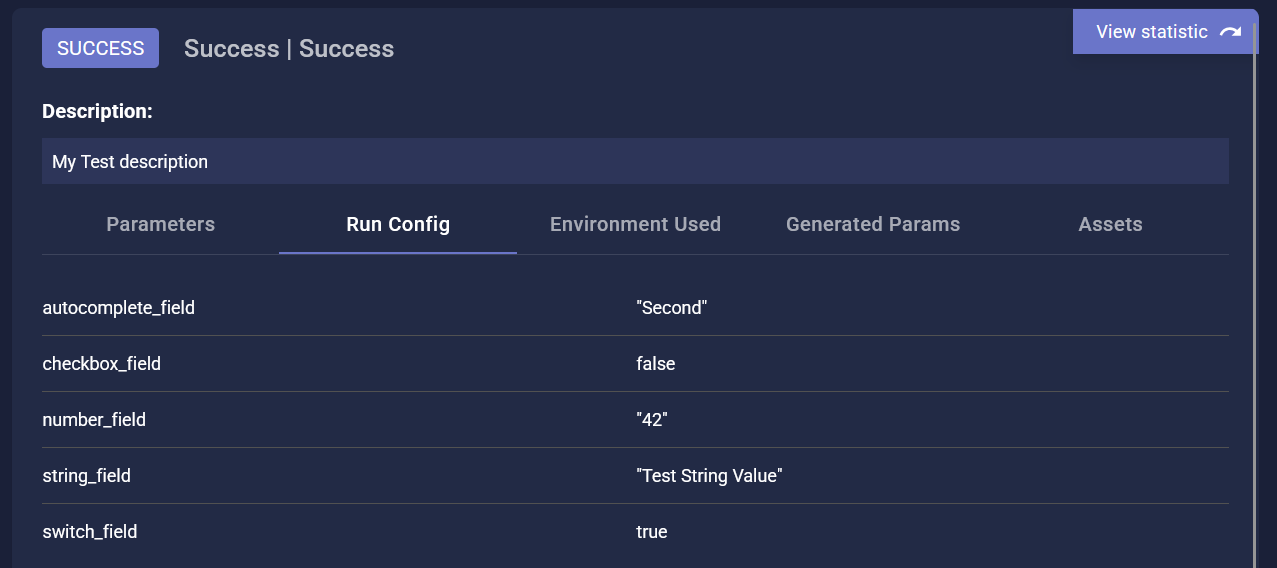 SUCCESS Success | Success View statistic
Description:
My Test description
Parameters Run Config Environment Used Generated Params Assets
autocomplete_field "Second"
checkbox_field false
number_field "42"
string_field "Test String Value"
switch_field true